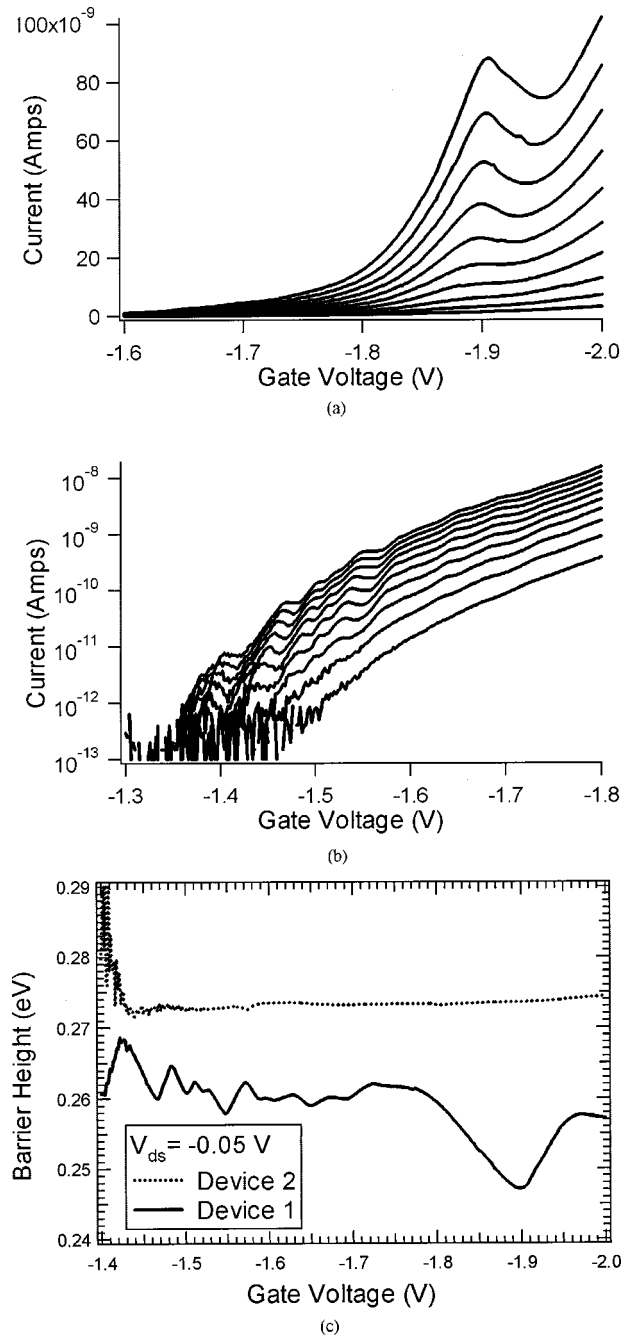 100x10-9
80
60
40
20
0
Current (Amps)
-1.6 -1.7 -1.8 -1.9 -2.0
Gate Voltage (V)
(a)
10-8
10-9
10-10
10-11
10-12
10-13
Current (Amps)
-1.3 -1.4 -1.5 -1.6 -1.7 -1.8
Gate Voltage (V)
(b)
0.29
0.28
0.27
0.26
0.25
0.24
Barrier Height (eV)
Vds= -0.05 V
Device 2
Device 1
-1.4 -1.5 -1.6 -1.7 -1.8 -1.9 -2.0
Gate Voltage (V)
(c)